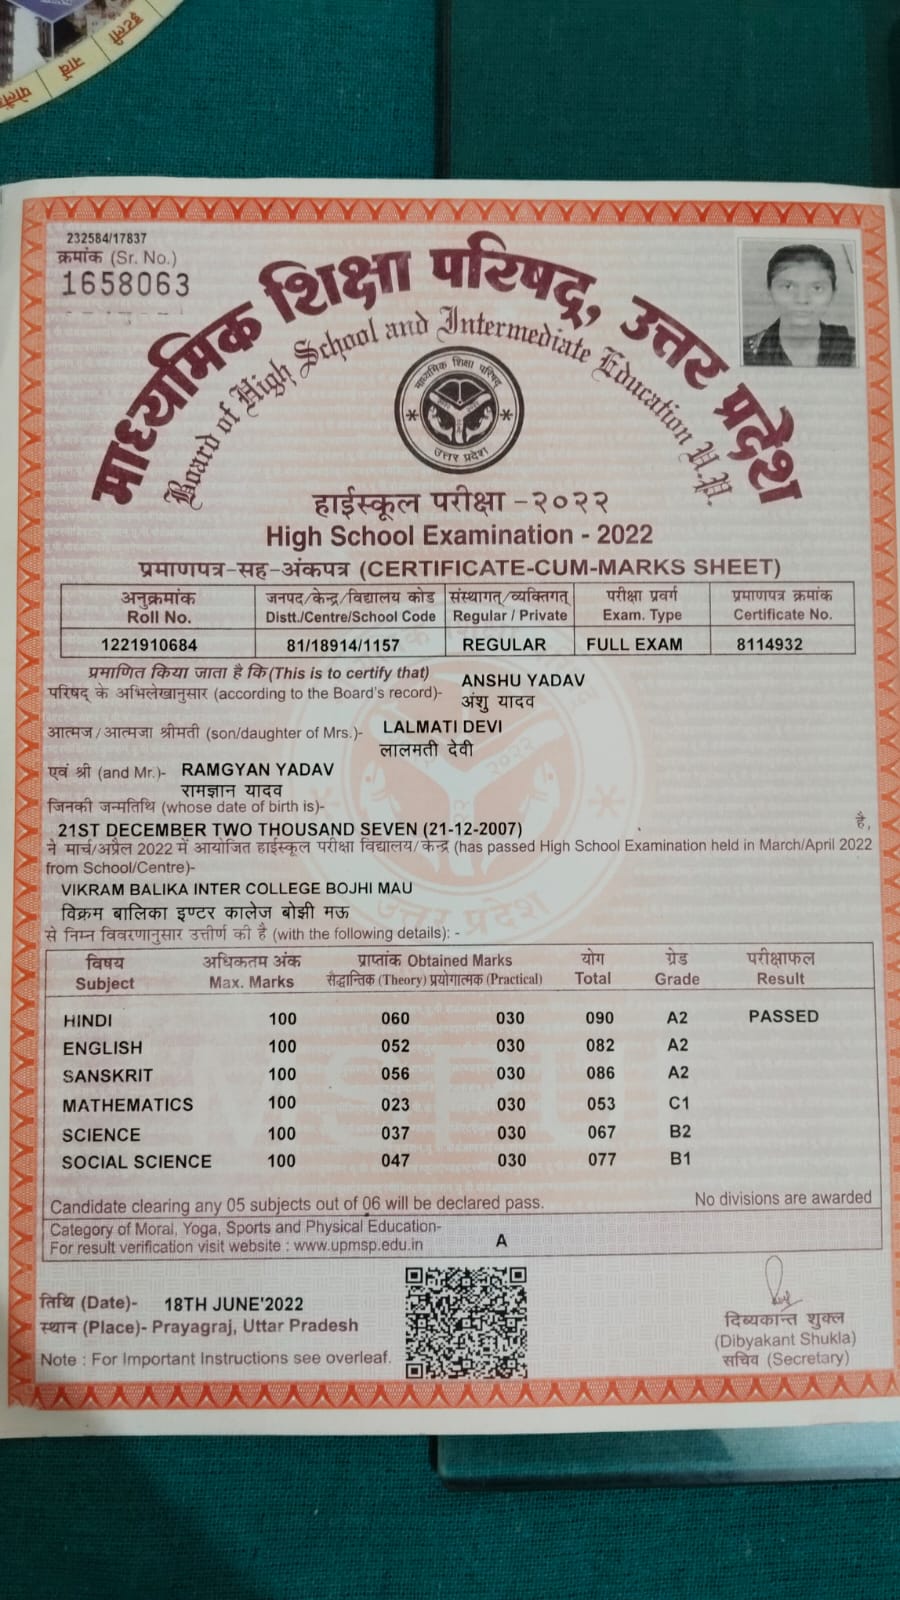 इटली
नार्वे
पोलैंड
232584/17837
क्रमांक (Sr. No.)
1658063
माध्यमिक शिक्षा परिषद्, उत्तर प्रदेश
Board of High School and Intermediate Education U.P.
माध्यमिक शिक्षा परिषद्
उत्तर प्रदेश
हाईस्कूल परीक्षा -२०२२
High School Examination - 2022
प्रमाणपत्र-सह-अंकपत्र (CERTIFICATE-CUM-MARKS SHEET)
अनुक्रमांक जनपद/केन्द्र/विद्यालय कोड संस्थागत्/व्यक्तिगत् परीक्षा प्रवर्ग प्रमाणपत्र क्रमांक
Roll No. Distt./Centre/School Code Regular / Private Exam. Type Certificate No.
1221910684 81/18914/1157 REGULAR FULL EXAM 8114932
प्रमाणित किया जाता है कि (This is to certify that) ANSHU YADAV
परिषद् के अभिलेखानुसार (according to the Board's record)- अंशु यादव
आत्मज/आत्मजा श्रीमती (son/daughter of Mrs.)- LALMATI DEVI
लालमती देवी
एवं श्री (and Mr.)- RAMGYAN YADAV
रामज्ञान यादव
जिनकी जन्मतिथि (whose date of birth is)-
21ST DECEMBER TWO THOUSAND SEVEN (21-12-2007) है,
ने मार्च/अप्रैल 2022 में आयोजित हाईस्कूल परीक्षा विद्यालय/केन्द्र (has passed High School Examination held in March/April 2022
from School/Centre)-
VIKRAM BALIKA INTER COLLEGE BOJHI MAU
विक्रम बालिका इण्टर कालेज बोझी मऊ
से निम्न विवरणानुसार उत्तीर्ण की है (with the following details): -
विषय अधिकतम अंक प्राप्तांक Obtained Marks योग ग्रेड परीक्षाफल
Subject Max. Marks सैद्धान्तिक (Theory) प्रयोगात्मक (Practical) Total Grade Result
HINDI 100 060 030 090 A2 PASSED
ENGLISH 100 052 030 082 A2
SANSKRIT 100 056 030 086 A2
MATHEMATICS 100 023 030 053 C1
SCIENCE 100 037 030 067 B2
SOCIAL SCIENCE 100 047 030 077 B1
Candidate clearing any 05 subjects out of 06 will be declared pass. No divisions are awarded
Category of Moral, Yoga, Sports and Physical Education-
For result verification visit website : www.upmsp.edu.in A
तिथि (Date)- 18TH JUNE'2022
स्थान (Place)- Prayagraj, Uttar Pradesh
Note : For Important Instructions see overleaf.
दिब्यकान्त शुक्ल
(Dibyakant Shukla)
सचिव (Secretary)